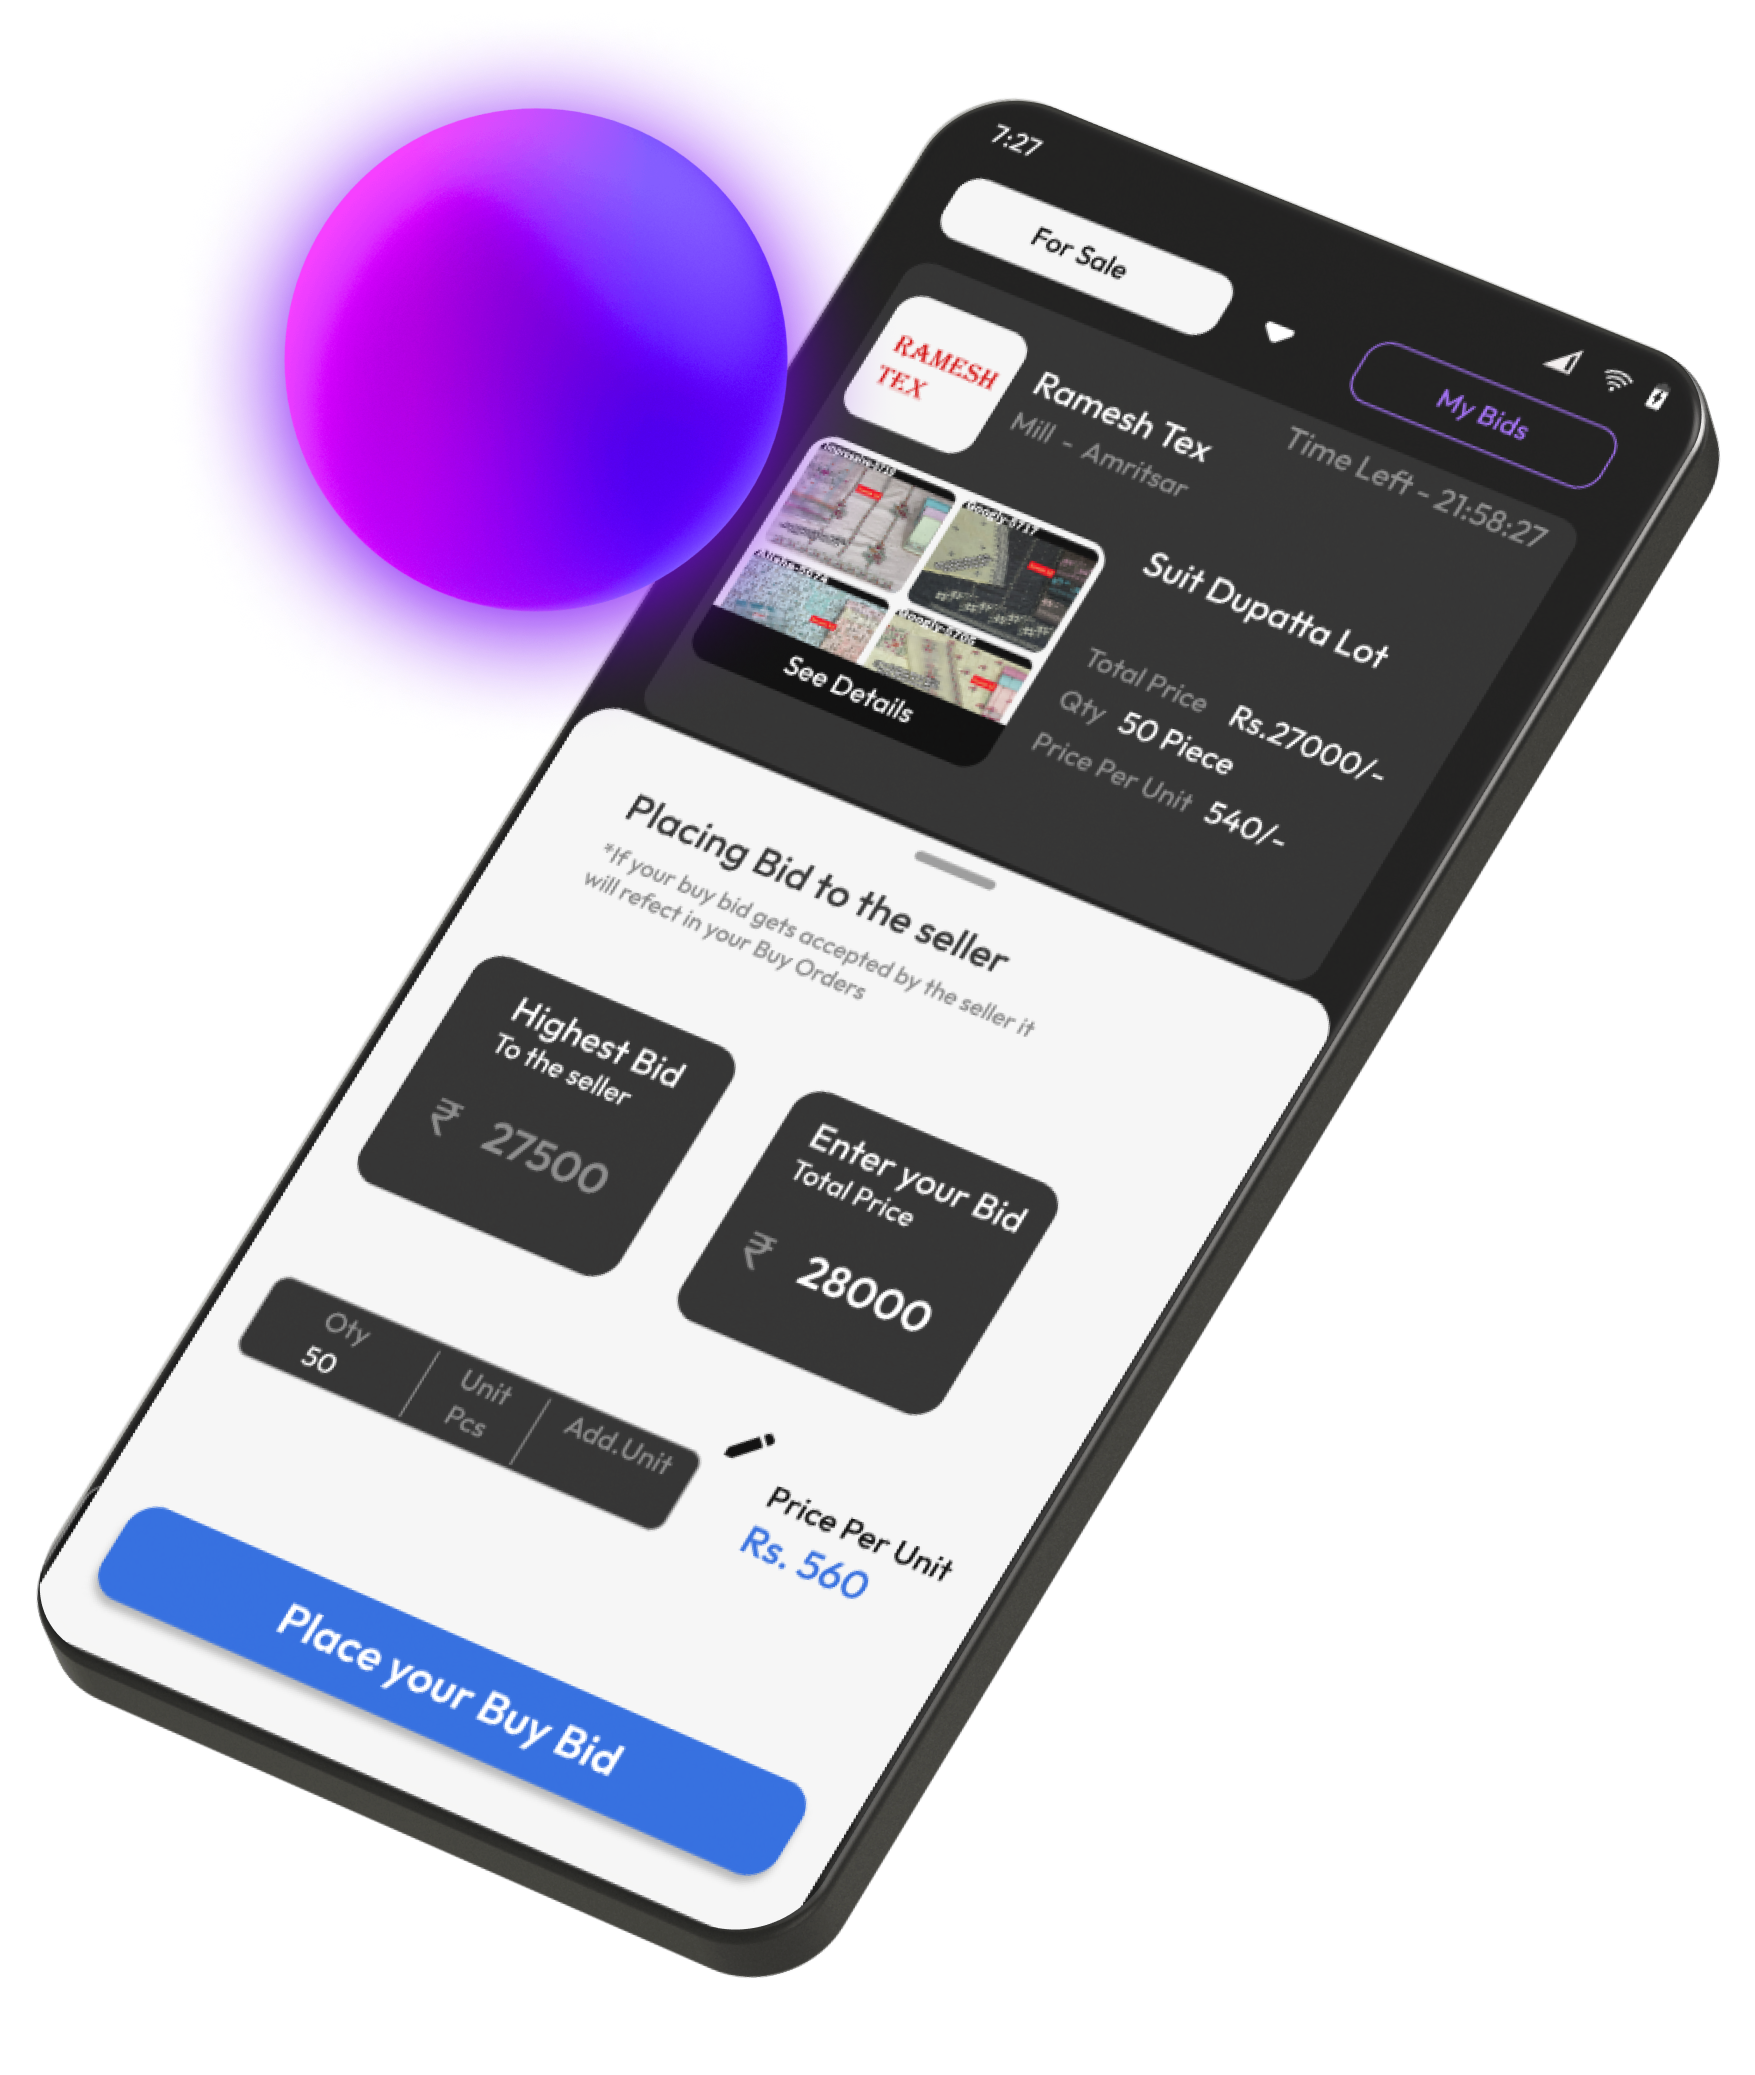 7:27
For Sale
My Bids
RAMESH
TEX
Ramesh Tex
Mill - Amritsar
Time Left - 21:58:27
Googly-5717
See Details
Suit Dupatta Lot
Total Price Rs.27000/-
Qty 50 Piece
Price Per Unit 540/-
Placing Bid to the seller
*If your buy bid gets accepted by the seller it
will refect in your Buy Orders
Highest Bid
To the seller
₹ 27500
Enter your Bid
Total Price
₹ 28000
Qty
50
Unit
Pcs
Add.Unit
Price Per Unit
Rs. 560
Place your Buy Bid